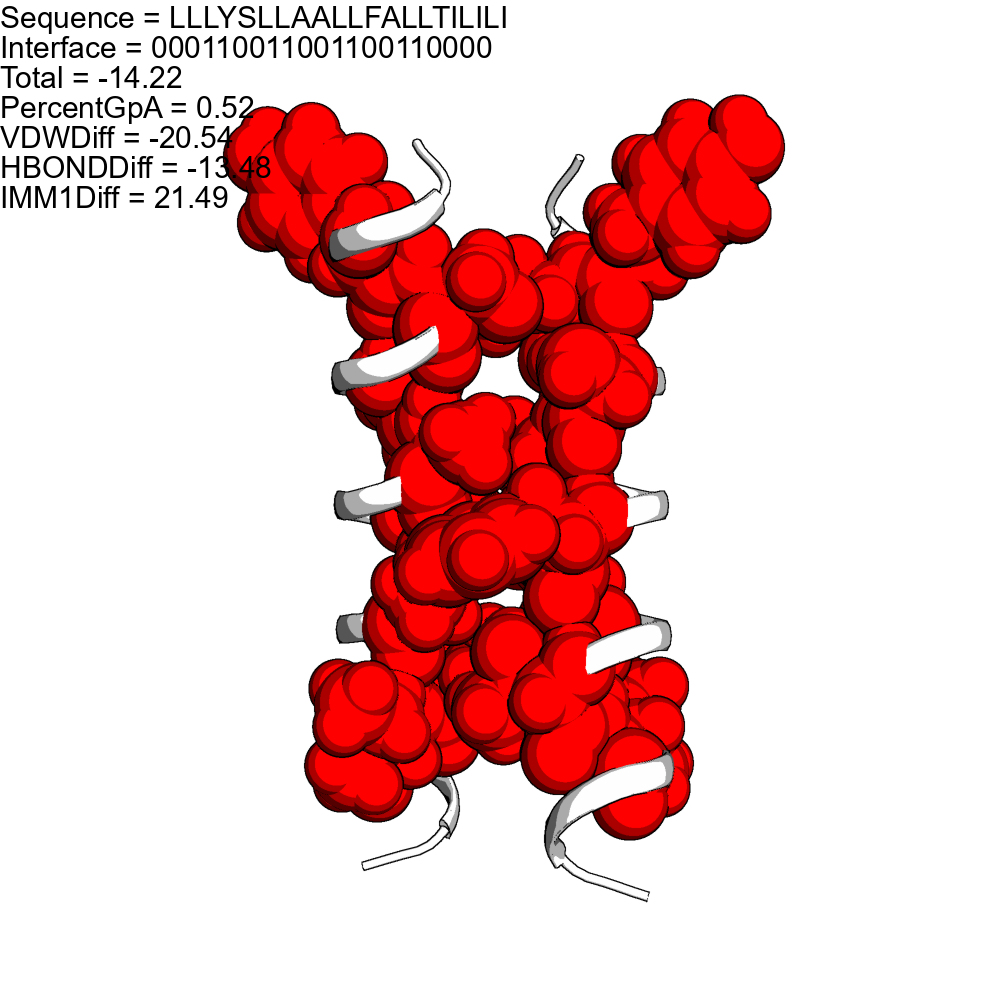 Sequence = LLLYSLLAALLFALLTILILI
Interface = 000110011001100110000
Total = -14.22
PercentGpA = 0.52
VDWDiff = -20.54
HBONDDiff = -13.48
IMM1Diff = 21.49